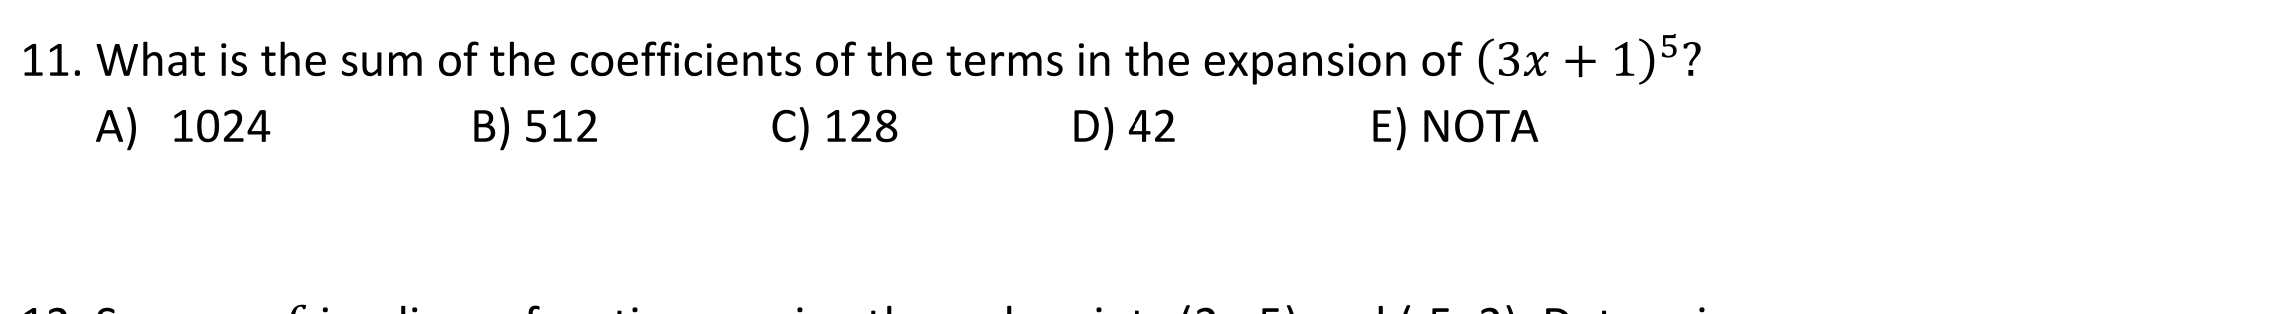 11. What is the sum of the coefficients of the terms in the expansion of (3x + 1)⁵?
A) 1024 B) 512 C) 128 D) 42 E) NOTA